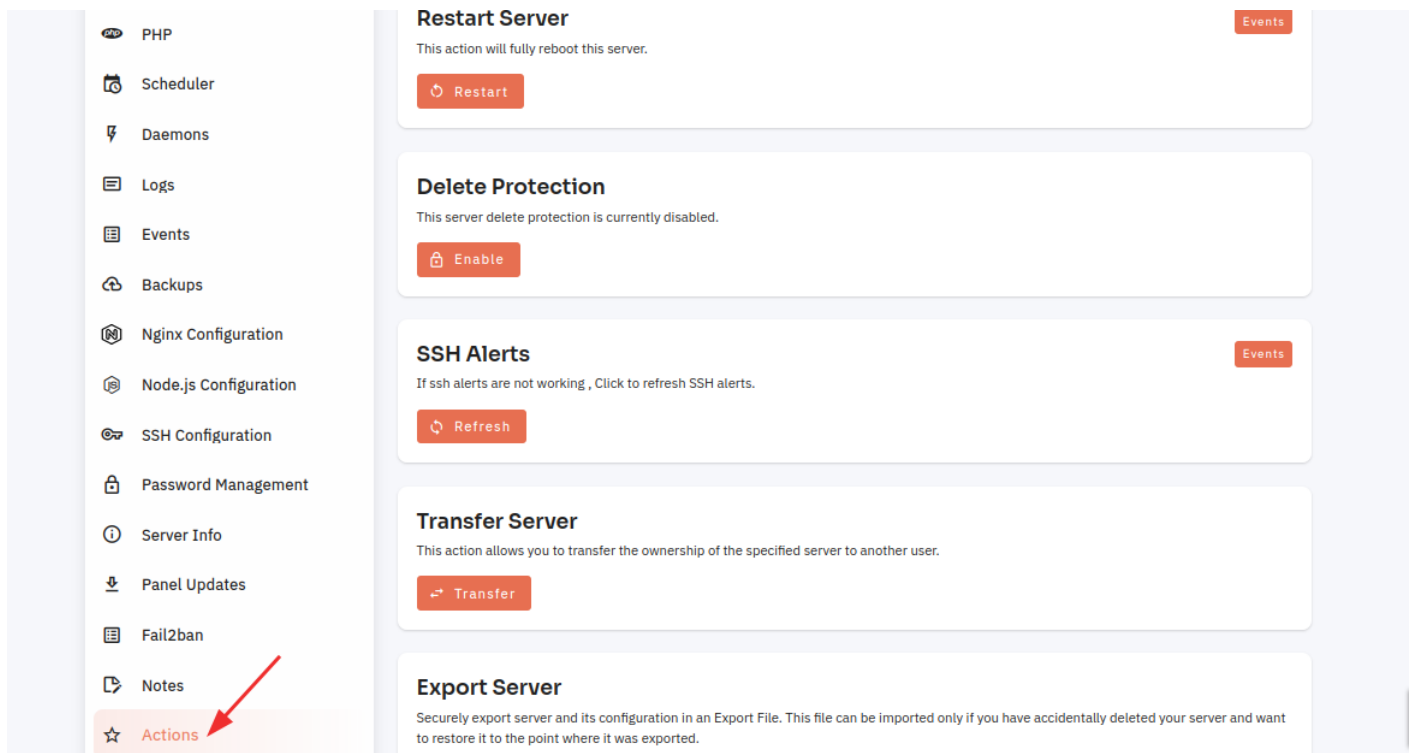 PHP
Scheduler
Daemons
Logs
Events
Backups
Nginx Configuration
Node.js Configuration
SSH Configuration
Password Management
Server Info
Panel Updates
Fail2ban
Notes
Actions
Restart Server
Events
This action will fully reboot this server.
Restart
Delete Protection
This server delete protection is currently disabled.
Enable
SSH Alerts
Events
If ssh alerts are not working , Click to refresh SSH alerts.
Refresh
Transfer Server
This action allows you to transfer the ownership of the specified server to another user.
Transfer
Export Server
Securely export server and its configuration in an Export File. This file can be imported only if you have accidentally deleted your server and want
to restore it to the point where it was exported.